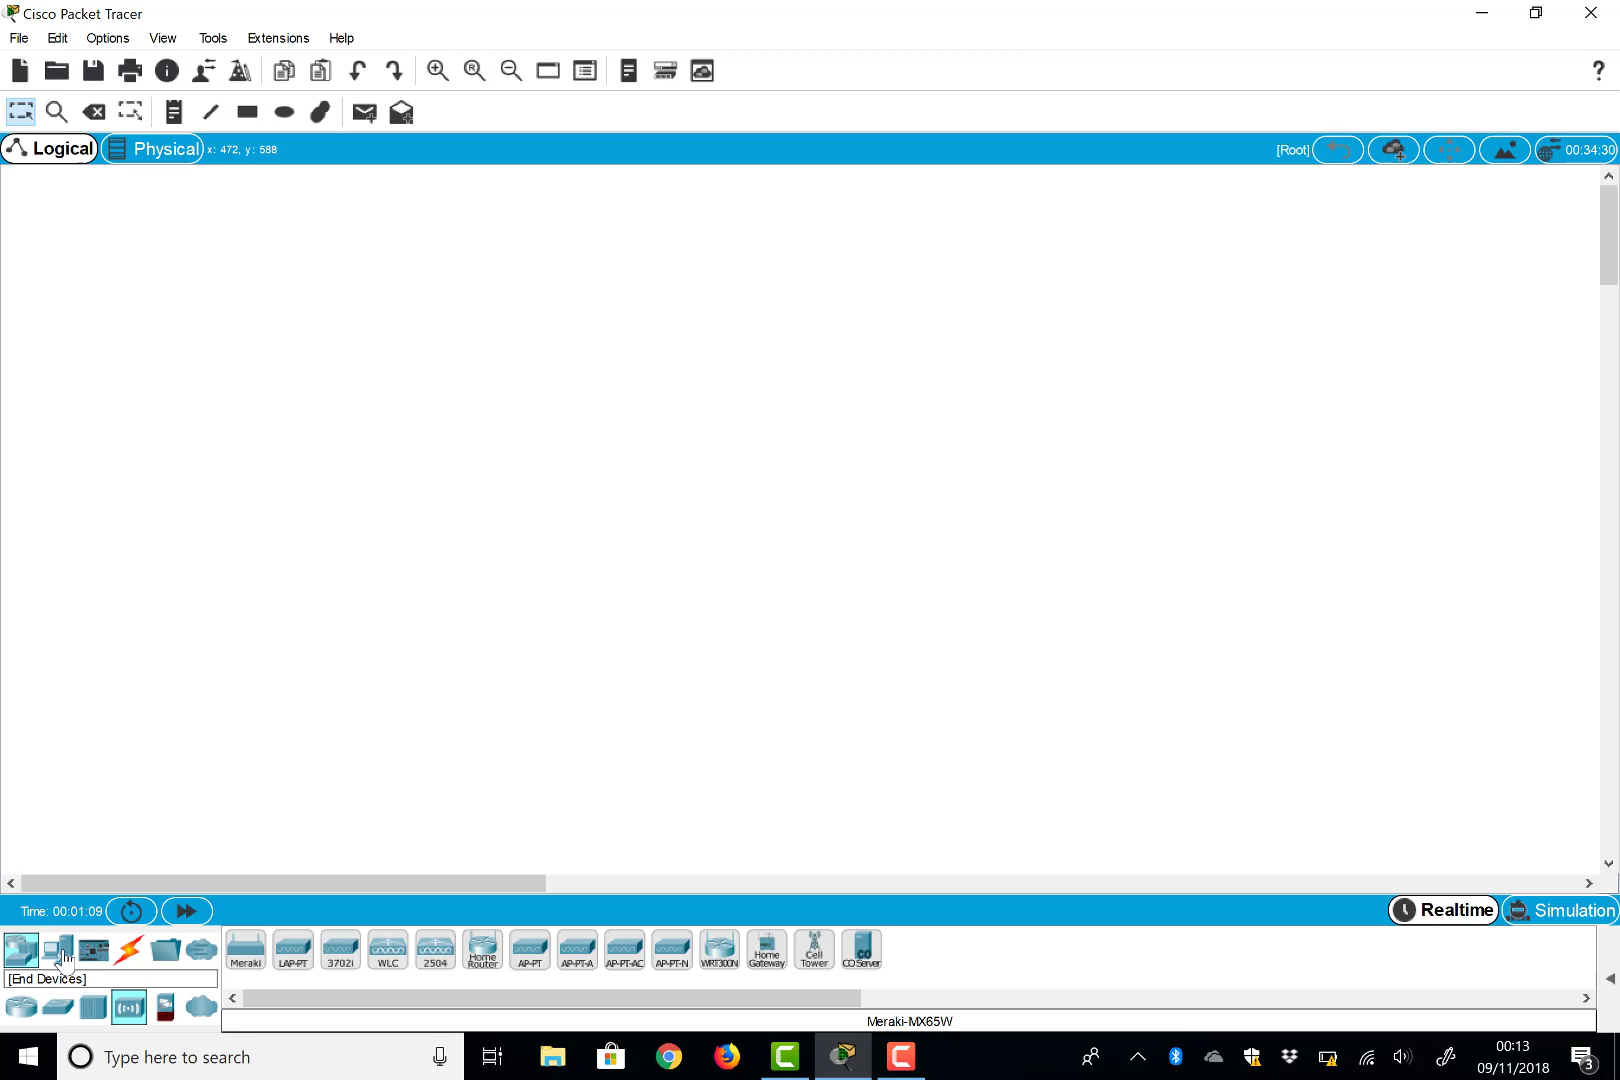 Cisco Packet Tracer
File Edit Options View Tools Extensions Help
?
Logical Physical x: 472, y: 588 [Root] 00:34:30
Time: 00:01:09 Realtime Simulation
Meraki LAP-PT 3702i WLC 2504 Home Router AP-PT AP-PT-A AP-PT-AC AP-PT-N WRT300N Home Gateway Cell Tower CO Server
[End Devices]
Meraki-MX65W
Type here to search
00:13
09/11/2018
3